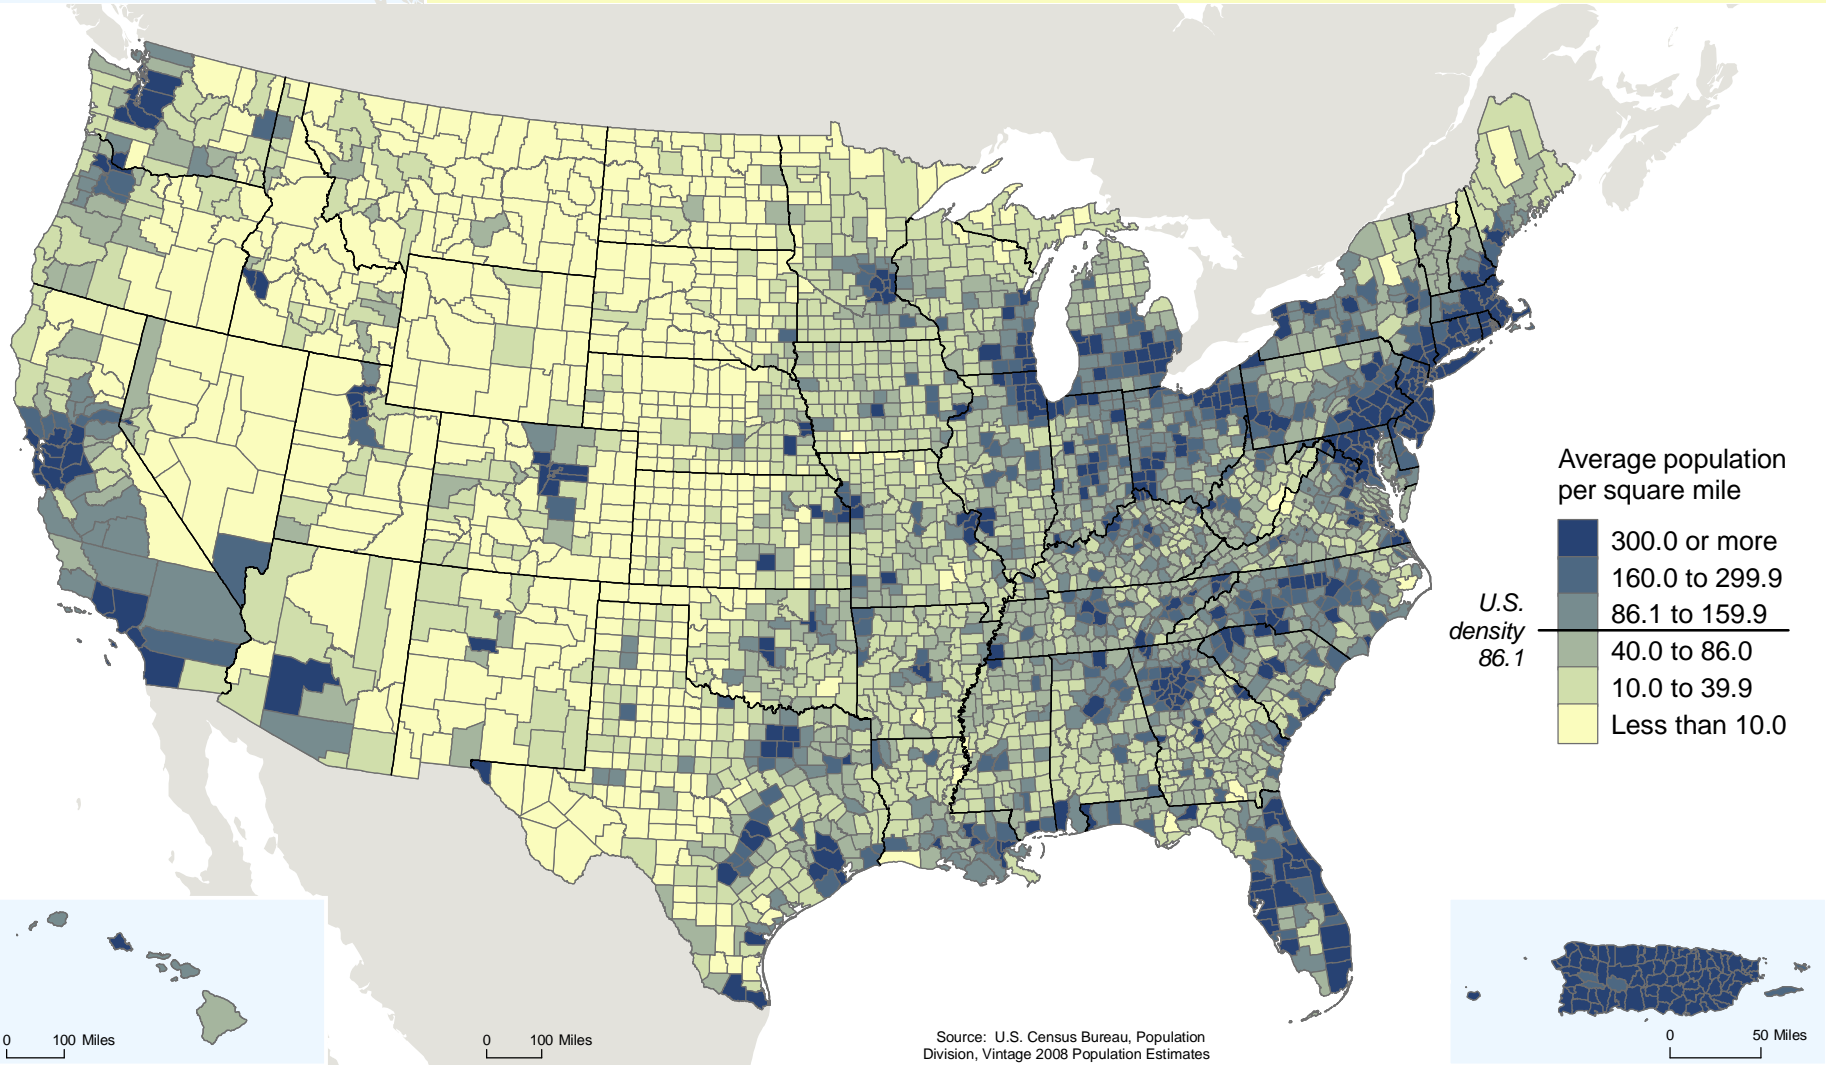 Average population
per square mile
300.0 or more
160.0 to 299.9
86.1 to 159.9
40.0 to 86.0
10.0 to 39.9
Less than 10.0
U.S.
density
86.1
0 100 Miles
0 100 Miles
Source: U.S. Census Bureau, Population
Division, Vintage 2008 Population Estimates
0 50 Miles